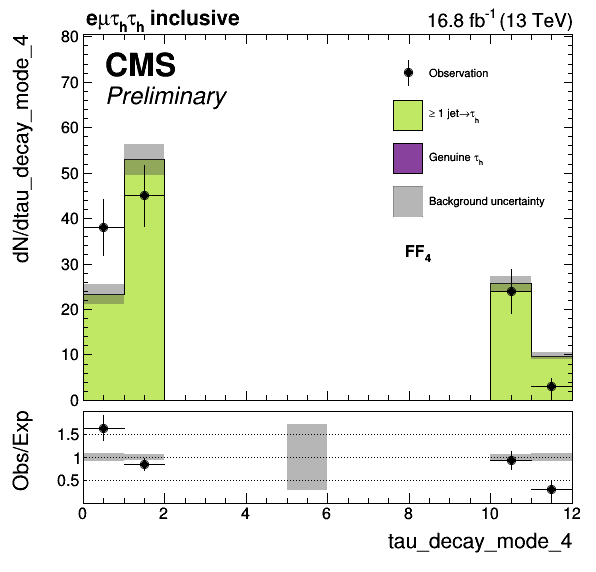 eμτhτh inclusive
16.8 fb-1 (13 TeV)
CMS
Preliminary
Observation
≥ 1 jet→τh
Genuine τh
Background uncertainty
FF4
dN/dtau_decay_mode_4
80
70
60
50
40
30
20
10
0
Obs/Exp
1.5
1
0.5
0 2 4 6 8 10 12
tau_decay_mode_4